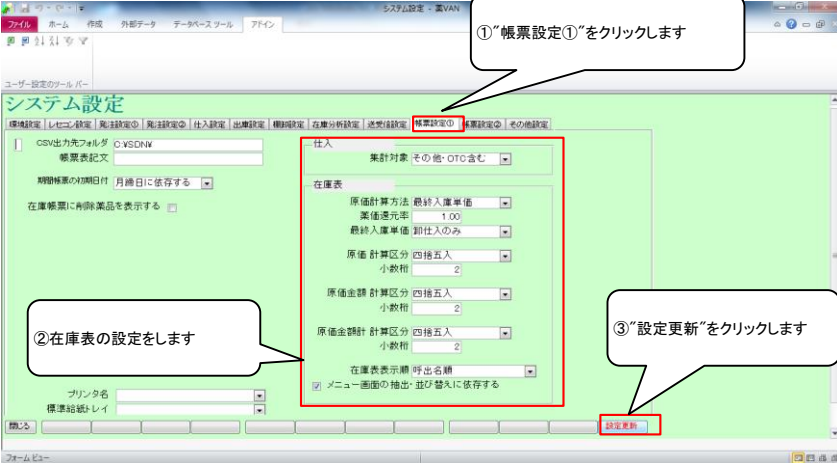 システム設定 - 薬VAN
ファイル ホーム 作成 外部データ データベース ツール アドイン
ユーザー設定のツール バー
①”帳票設定①”をクリックします
システム設定
環境設定 レセコン設定 発注設定① 発注設定② 仕入設定 出庫設定 棚卸設定 在庫分析設定 送受信設定 帳票設定① 帳票設定② その他設定
CSV出力先フォルダ C:¥SDN¥
帳票表記文
期間帳票の初期日付 月締日に依存する
在庫帳票に削除薬品を表示する
仕入
集計対象 その他・OTC含む
在庫表
原価計算方法 最終入庫単価
薬価還元率 1.00
最終入庫単価 卸仕入のみ
原価 計算区分 四捨五入
小数桁 2
原価金額 計算区分 四捨五入
小数桁 2
原価金額計 計算区分 四捨五入
小数桁 2
在庫表表示順 呼出名順
メニュー画面の抽出・並び替えに依存する
②在庫表の設定をします
③”設定更新”をクリックします
プリンタ名
標準給紙トレイ
閉じる 設定更新
フォーム ビュー